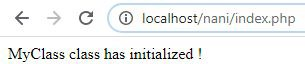 localhost/nani/index.php
MyClass class has initialized !